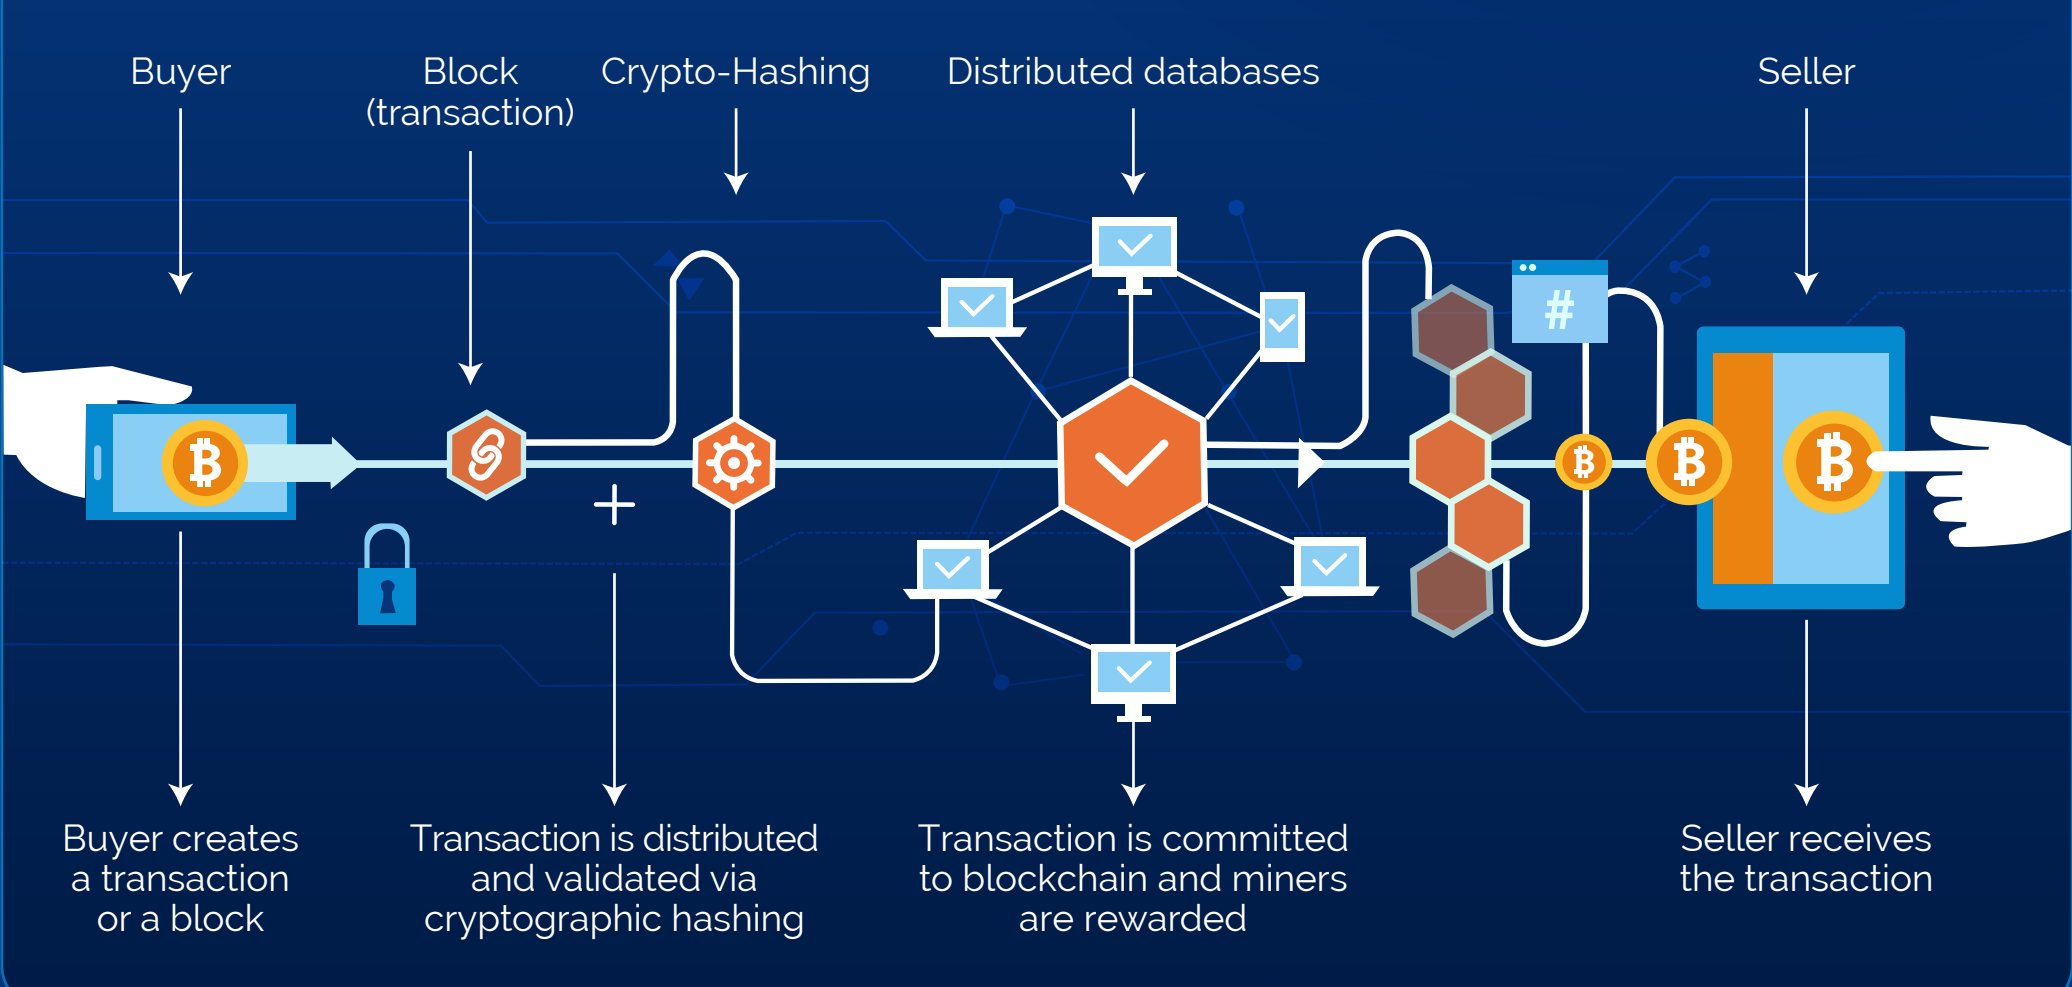 Buyer
Block
(transaction)
Crypto-Hashing
Distributed databases
Seller
#
Buyer creates
a transaction
or a block
Transaction is distributed
and validated via
cryptographic hashing
Transaction is committed
to blockchain and miners
are rewarded
Seller receives
the transaction